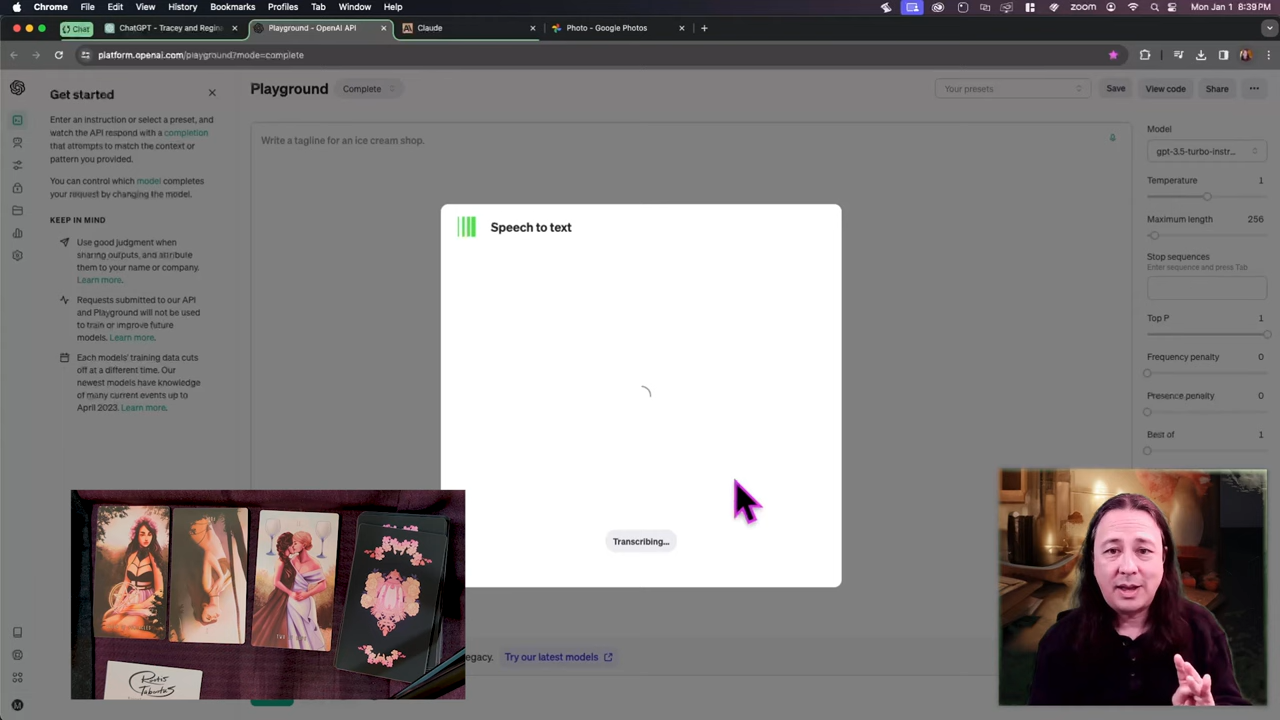 Chrome File Edit View History Bookmarks Profiles Tab Window Help
zoom
Mon Jan 1 8:39 PM
Chat
ChatGPT - Tracey and Regin
Playground - OpenAI API
Claude
Photo - Google Photos
platform.openai.com/playground?mode=complete
Get started
Enter an instruction or select a preset, and
watch the API respond with a completion
that attempts to match the context or
pattern you provided.
You can control which model completes
your request by changing the model.
KEEP IN MIND
Use good judgment when
sharing outputs, and attribute
them to your name or company.
Learn more.
Requests submitted to our API
and Playground will not be used
to train or improve future
models. Learn more.
Each models' training data cuts
off at a different time. Our
newest models have knowledge
of many current events up to
April 2023. Learn more.
Playground
Complete
Your presets
Save
View code
Share
Write a tagline for an ice cream shop.
Speech to text
Transcribing...
egacy. Try our latest models
Model
gpt-3.5-turbo-instr...
Temperature 1
Maximum length 256
Stop sequences
Enter sequence and press Tab
Top P 1
Frequency penalty 0
Presence penalty 0
Best of 1